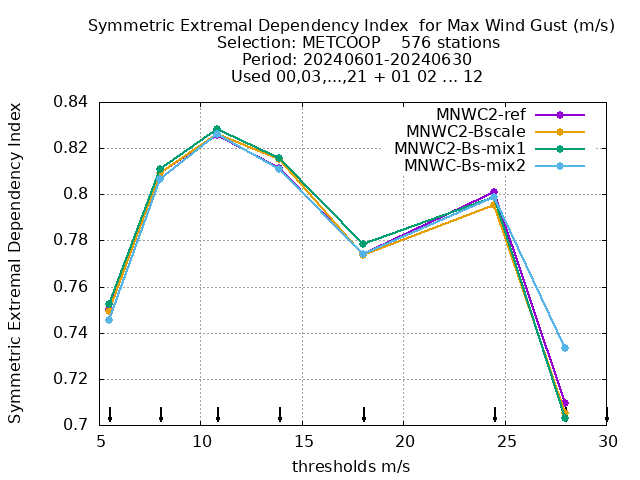 Symmetric Extremal Dependency Index  for Max Wind Gust (m/s)
Selection: METCOOP    576 stations
Period: 20240601-20240630
Used 00,03,...,21 + 01 02 ... 12
Symmetric Extremal Dependency Index
0.84
0.82
0.8
0.78
0.76
0.74
0.72
0.7
MNWC2-ref
MNWC2-Bscale
MNWC2-Bs-mix1
MNWC-Bs-mix2
5 10 15 20 25 30
thresholds m/s